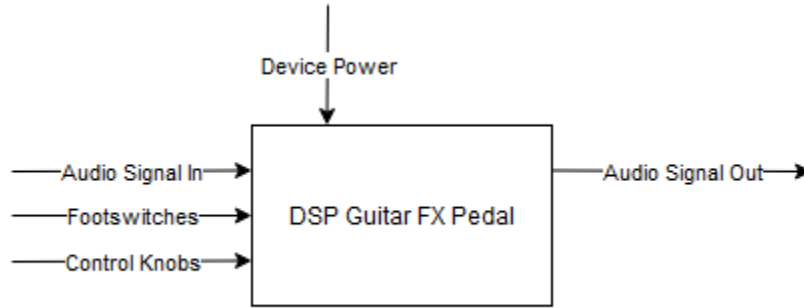 Device Power
Audio Signal In
Footswitches
Control Knobs
DSP Guitar FX Pedal
Audio Signal Out